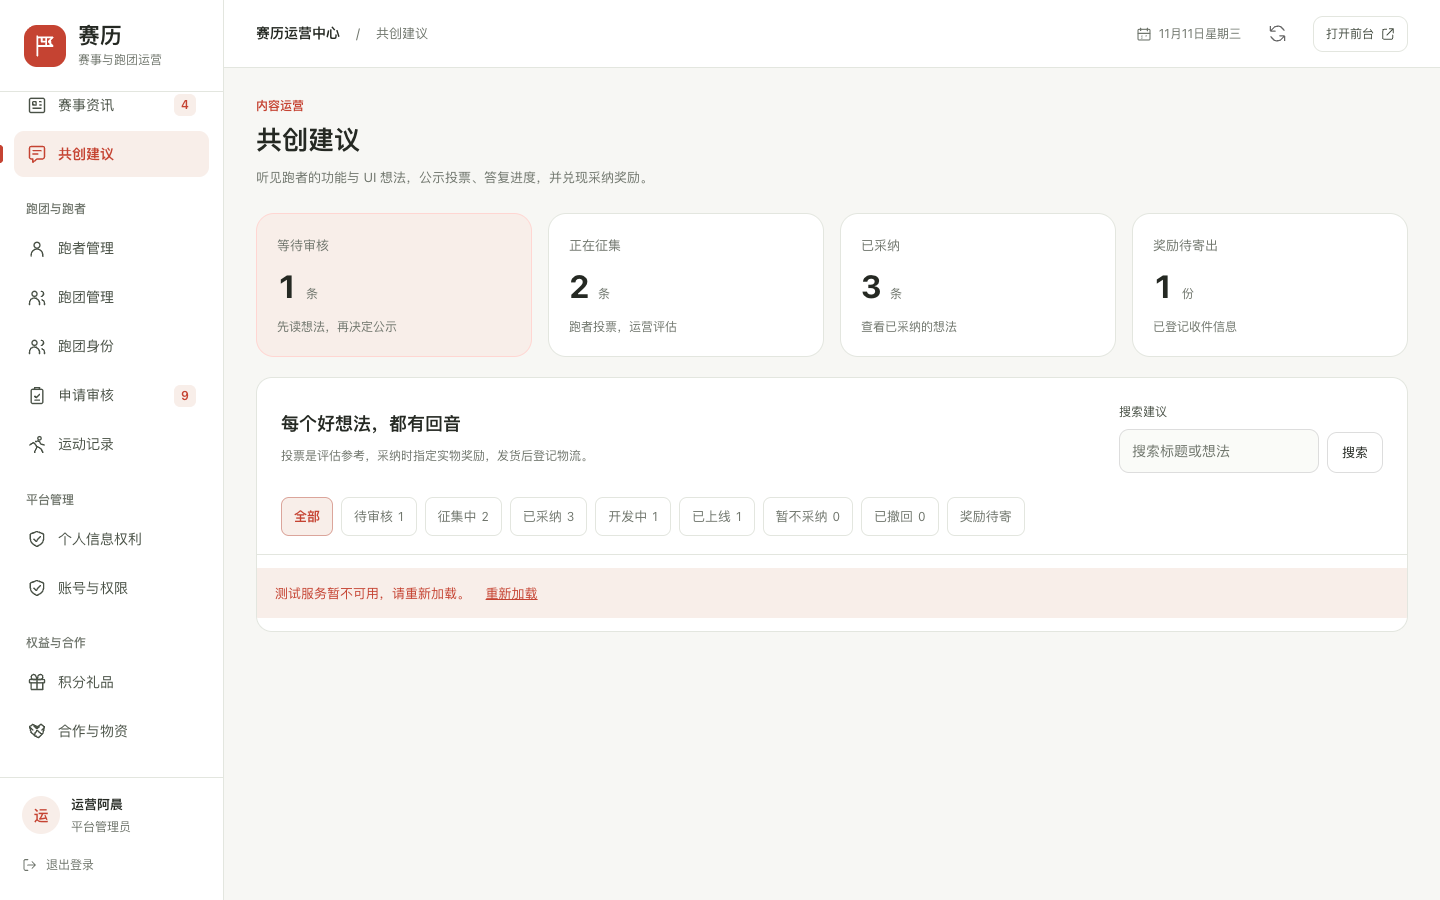 赛历
赛事与跑团运营
赛事资讯 4
共创建议
跑团与跑者
跑者管理
跑团管理
跑团身份
申请审核 9
运动记录
平台管理
个人信息权利
账号与权限
权益与合作
积分礼品
合作与物资
运 运营阿晨
平台管理员
退出登录
赛历运营中心 / 共创建议
11月11日星期三
打开前台
内容运营
共创建议
听见跑者的功能与 UI 想法，公示投票、答复进度，并兑现采纳奖励。
等待审核
1 条
先读想法，再决定公示
正在征集
2 条
跑者投票，运营评估
已采纳
3 条
查看已采纳的想法
奖励待寄出
1 份
已登记收件信息
每个好想法，都有回音
投票是评估参考，采纳时指定实物奖励，发货后登记物流。
搜索建议
搜索标题或想法 搜索
全部 待审核 1 征集中 2 已采纳 3 开发中 1 已上线 1 暂不采纳 0 已撤回 0 奖励待寄
测试服务暂不可用，请重新加载。 重新加载